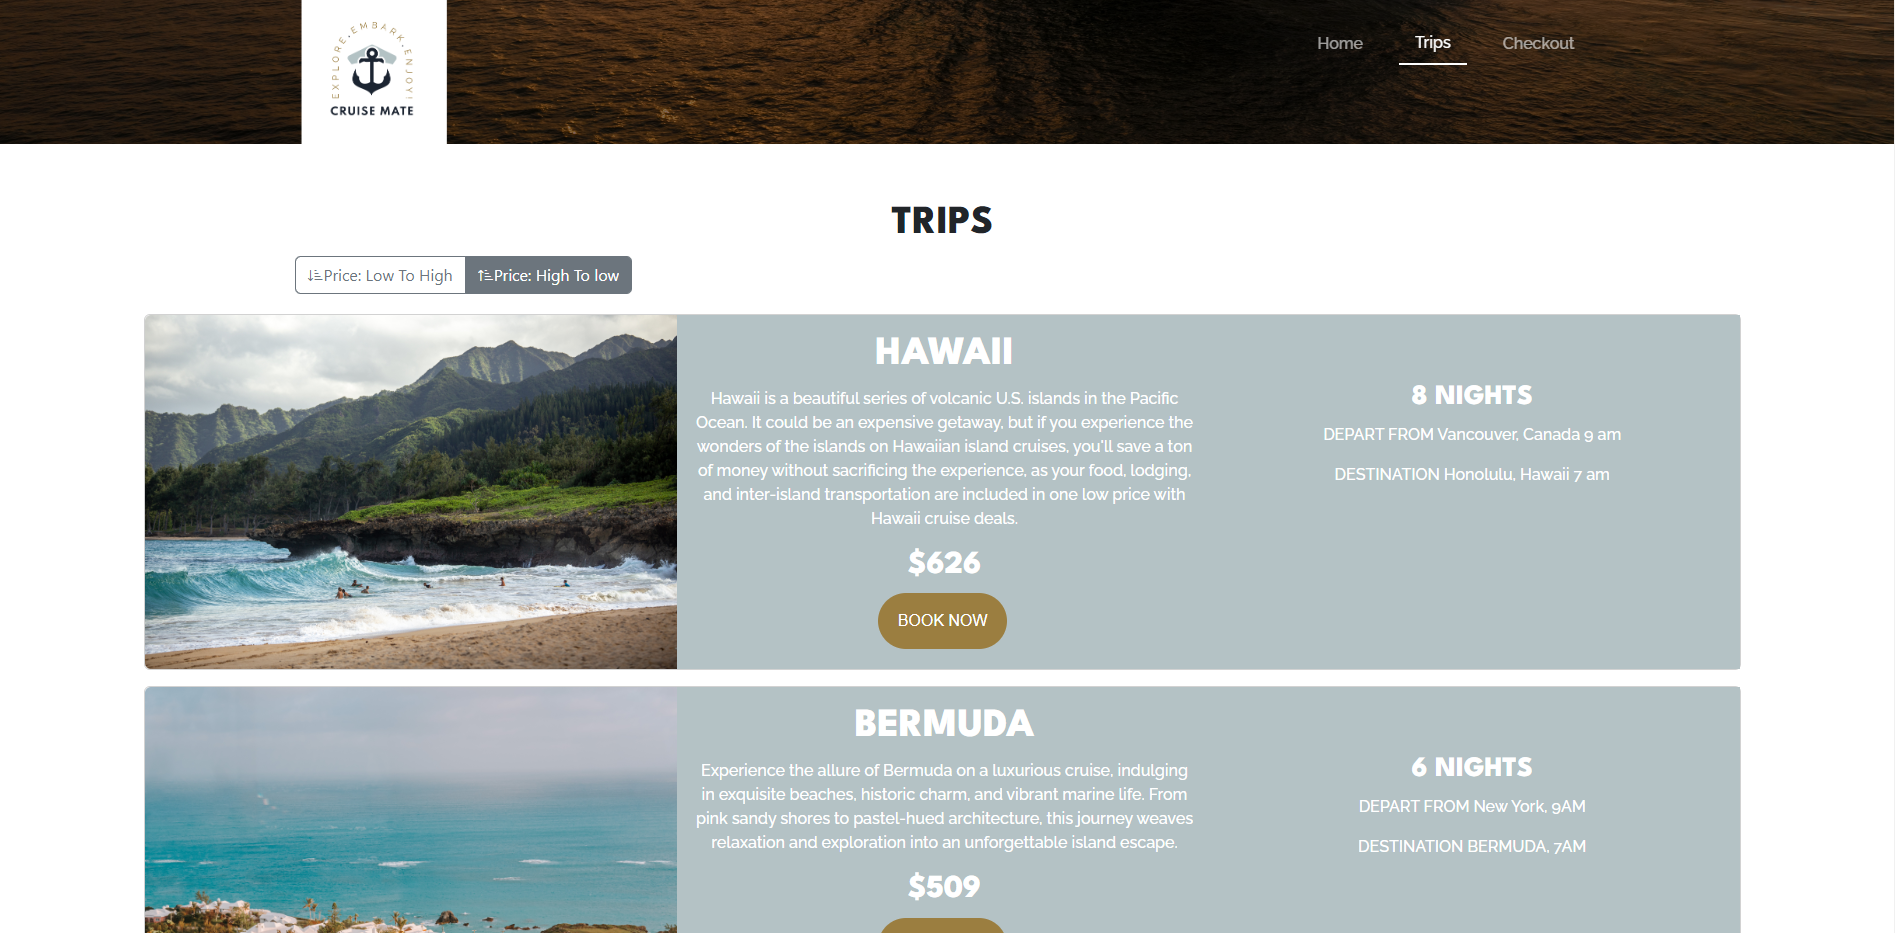 EXPLORE • EMBARK • ENJOY!
CRUISE MATE
Home
Trips
Checkout
TRIPS
Price: Low To High
Price: High To low
HAWAII
Hawaii is a beautiful series of volcanic U.S. islands in the Pacific
Ocean. It could be an expensive getaway, but if you experience the
wonders of the islands on Hawaiian island cruises, you'll save a ton
of money without sacrificing the experience, as your food, lodging,
and inter-island transportation are included in one low price with
Hawaii cruise deals.
$626
BOOK NOW
8 NIGHTS
DEPART FROM Vancouver, Canada 9 am
DESTINATION Honolulu, Hawaii 7 am
BERMUDA
Experience the allure of Bermuda on a luxurious cruise, indulging
in exquisite beaches, historic charm, and vibrant marine life. From
pink sandy shores to pastel-hued architecture, this journey weaves
relaxation and exploration into an unforgettable island escape.
$509
6 NIGHTS
DEPART FROM New York, 9AM
DESTINATION BERMUDA, 7AM